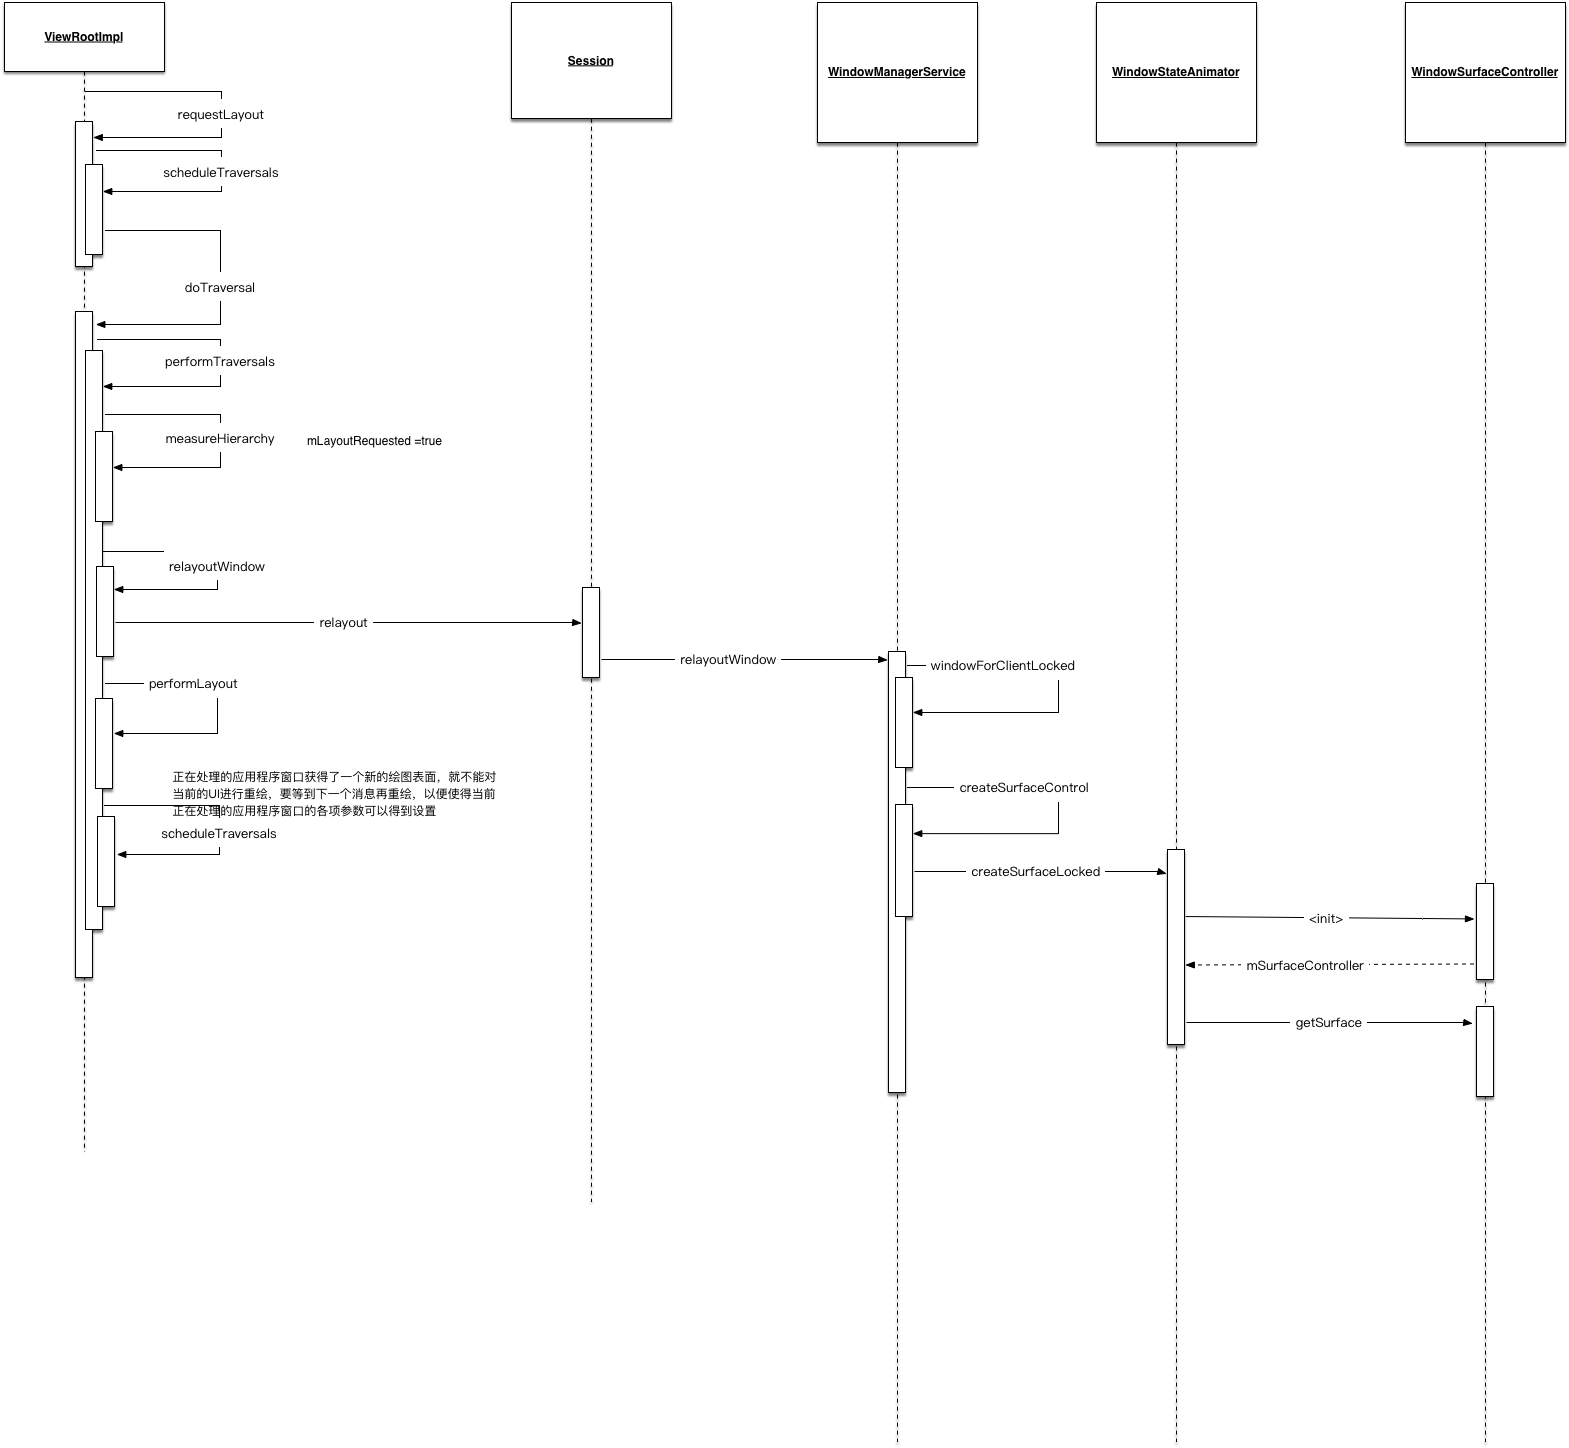 ViewRootImpl
Session
WindowManagerService
WindowStateAnimator
WindowSurfaceController
requestLayout
scheduleTraversals
doTraversal
performTraversals
measureHierarchy
mLayoutRequested =true
relayoutWindow
relayout
relayoutWindow
windowForClientLocked
performLayout
正在处理的应用程序窗口获得了一个新的绘图表面，就不能对
当前的UI进行重绘，要等到下一个消息再重绘，以便使得当前
正在处理的应用程序窗口的各项参数可以得到设置
createSurfaceControl
scheduleTraversals
createSurfaceLocked
<init>
mSurfaceController
getSurface